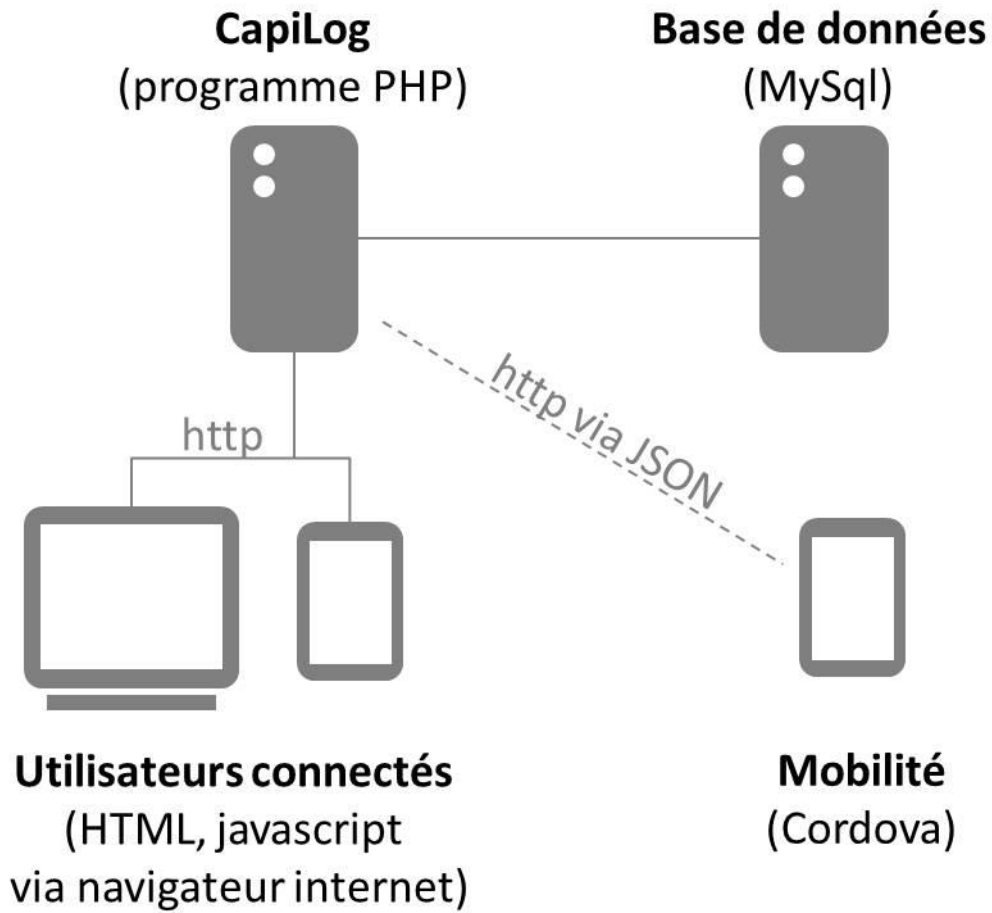 CapiLog
(programme PHP)
Base de données
(MySql)
http
http via JSON
Utilisateurs connectés
(HTML, javascript
via navigateur internet)
Mobilité
(Cordova)